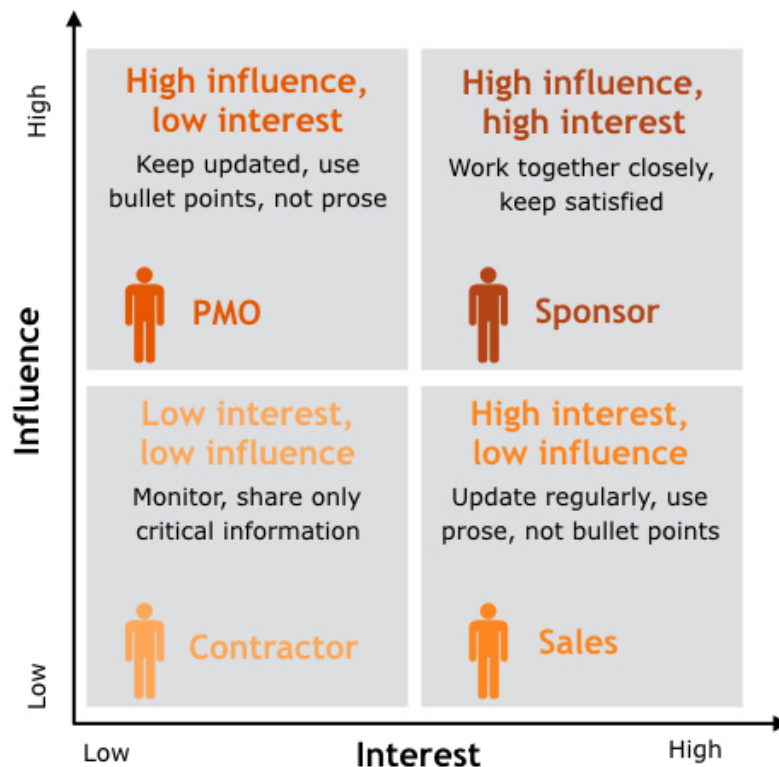 High
High influence,
low interest
Keep updated, use
bullet points, not prose
PMO
High influence,
high interest
Work together closely,
keep satisfied
Sponsor
Influence
Low interest,
low influence
Monitor, share only
critical information
Contractor
High interest,
low influence
Update regularly, use
prose, not bullet points
Sales
Low
Low
Interest
High